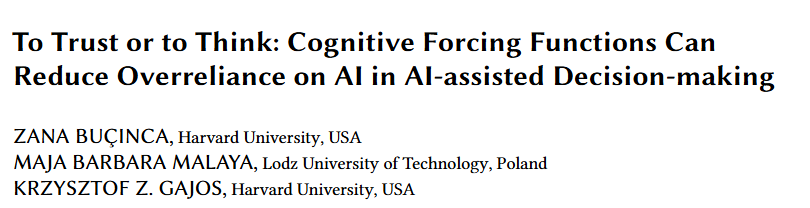 To Trust or to Think: Cognitive Forcing Functions Can
Reduce Overreliance on AI in AI-assisted Decision-making
ZANA BUÇINCA, Harvard University, USA
MAJA BARBARA MALAYA, Lodz University of Technology, Poland
KRZYSZTOF Z. GAJOS, Harvard University, USA